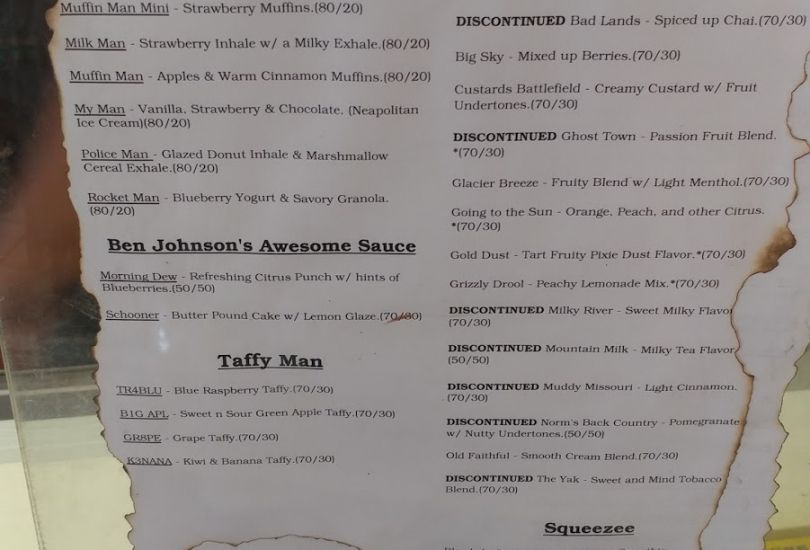 Muffin Man Mini - Strawberry Muffins.(80/20)
Milk Man - Strawberry Inhale w/ a Milky Exhale.(80/20)
Muffin Man - Apples & Warm Cinnamon Muffins.(80/20)
My Man - Vanilla, Strawberry & Chocolate. (Neapolitan
Ice Cream)(80/20)
Police Man - Glazed Donut Inhale & Marshmallow
Cereal Exhale.(80/20)
Rocket Man - Blueberry Yogurt & Savory Granola.
(80/20)
Ben Johnson's Awesome Sauce
Morning Dew - Refreshing Citrus Punch w/ hints of
Blueberries.(50/50)
Schooner - Butter Pound Cake w/ Lemon Glaze.(70/30)
Taffy Man
TR4BLU - Blue Raspberry Taffy.(70/30)
B1G APL - Sweet n Sour Green Apple Taffy.(70/30)
GR8PE - Grape Taffy.(70/30)
K3NANA - Kiwi & Banana Taffy.(70/30)
DISCONTINUED Bad Lands - Spiced up Chai.(70/30)
Big Sky - Mixed up Berries.(70/30)
Custards Battlefield - Creamy Custard w/ Fruit
Undertones.(70/30)
DISCONTINUED Ghost Town - Passion Fruit Blend.
*(70/30)
Glacier Breeze - Fruity Blend w/ Light Menthol.(70/30)
Going to the Sun - Orange, Peach, and other Citrus.
*(70/30)
Gold Dust - Tart Fruity Pixie Dust Flavor.*(70/30)
Grizzly Drool - Peachy Lemonade Mix.*(70/30)
DISCONTINUED Milky River - Sweet Milky Flavor
(70/30)
DISCONTINUED Mountain Milk - Milky Tea Flavor
(50/50)
DISCONTINUED Muddy Missouri - Light Cinnamon.
.(70/30)
DISCONTINUED Norm's Back Country - Pomegranate
w/ Nutty Undertones.(50/50)
Old Faithful - Smooth Cream Blend.(70/30)
DISCONTINUED The Yak - Sweet and Mind Tobacco
Blend.(70/30)
Squeezee